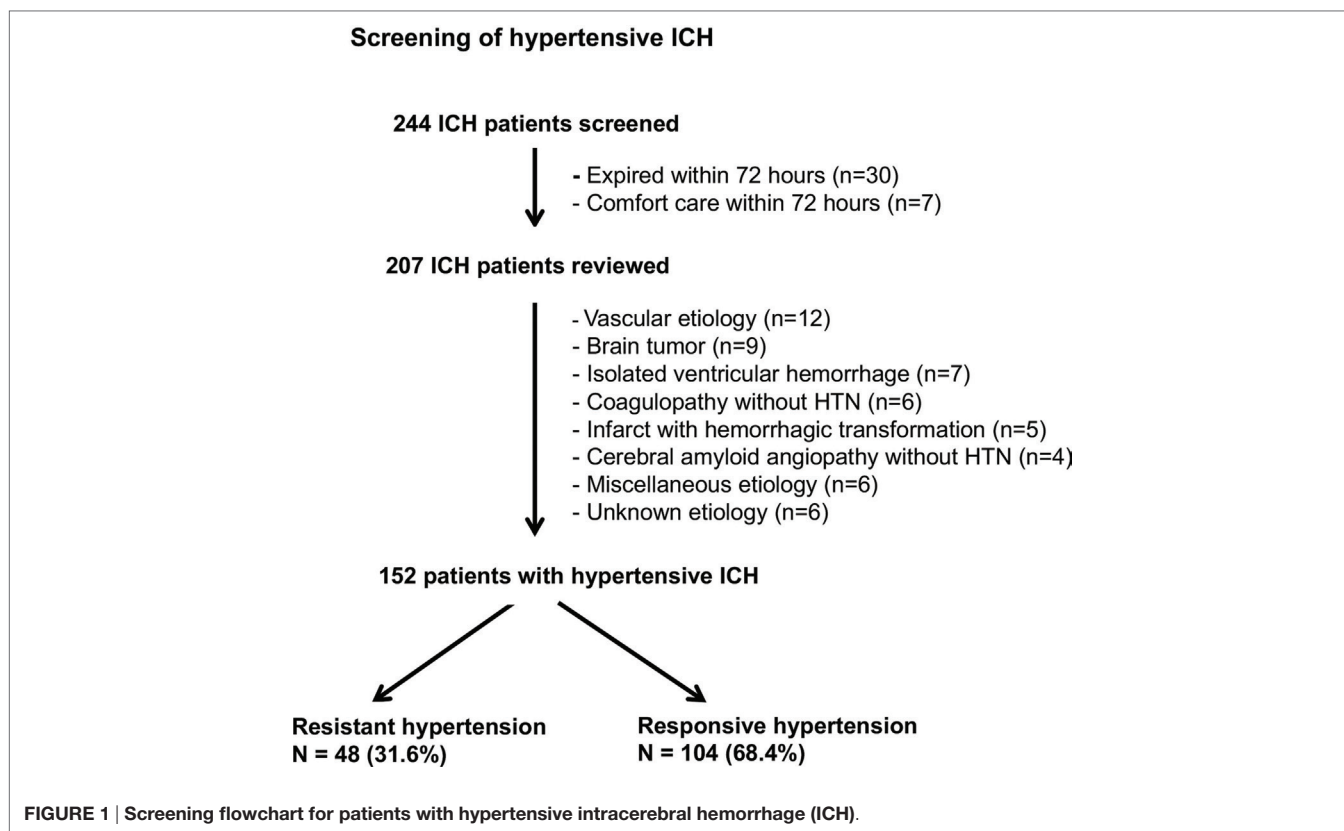 Screening of hypertensive ICH
244 ICH patients screened
- Expired within 72 hours (n=30)
- Comfort care within 72 hours (n=7)
207 ICH patients reviewed
- Vascular etiology (n=12)
- Brain tumor (n=9)
- Isolated ventricular hemorrhage (n=7)
- Coagulopathy without HTN (n=6)
- Infarct with hemorrhagic transformation (n=5)
- Cerebral amyloid angiopathy without HTN (n=4)
- Miscellaneous etiology (n=6)
- Unknown etiology (n=6)
152 patients with hypertensive ICH
Resistant hypertension
N = 48 (31.6%)
Responsive hypertension
N = 104 (68.4%)
FIGURE 1 | Screening flowchart for patients with hypertensive intracerebral hemorrhage (ICH).